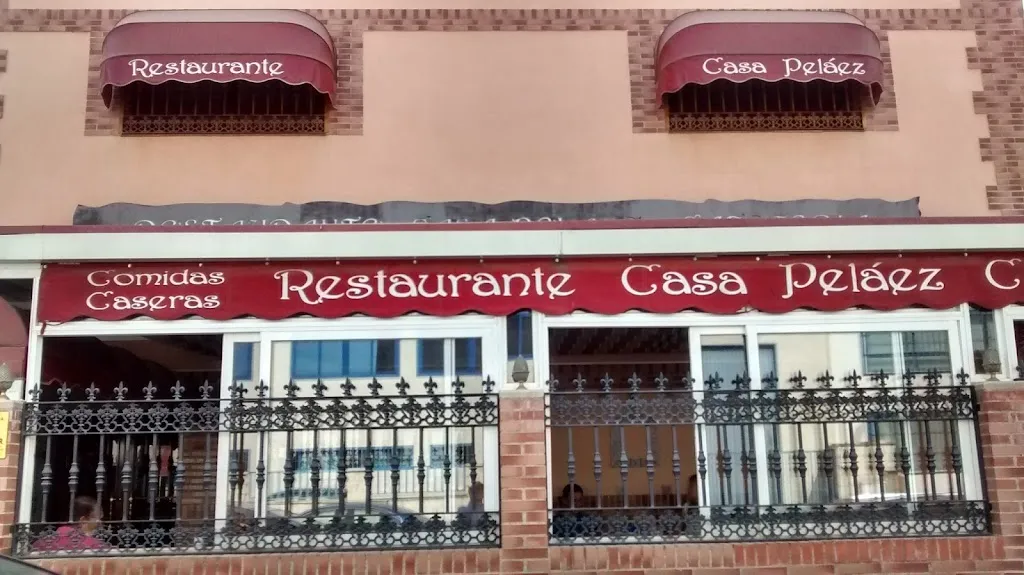 Restaurante
Casa Peláez
Comidas
Caseras
Restaurante Casa Peláez C